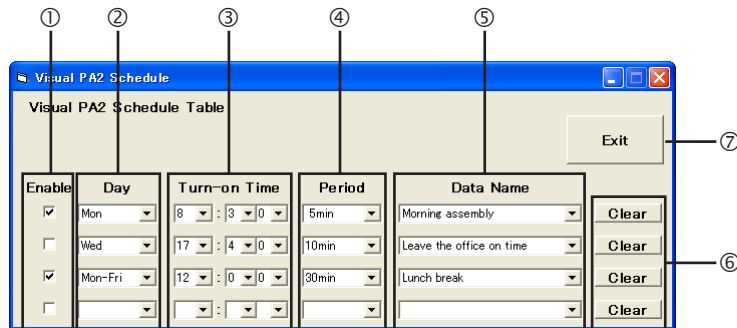 ① ② ③ ④ ⑤
Visual PA2 Schedule
Visual PA2 Schedule Table
Exit ⑦
Enable Day Turn-on Time Period Data Name
Mon 8 : 3 0 5min Morning assembly Clear
Wed 17 : 4 0 10min Leave the office on time Clear ⑥
Mon-Fri 12 : 0 0 30min Lunch break Clear
: Clear